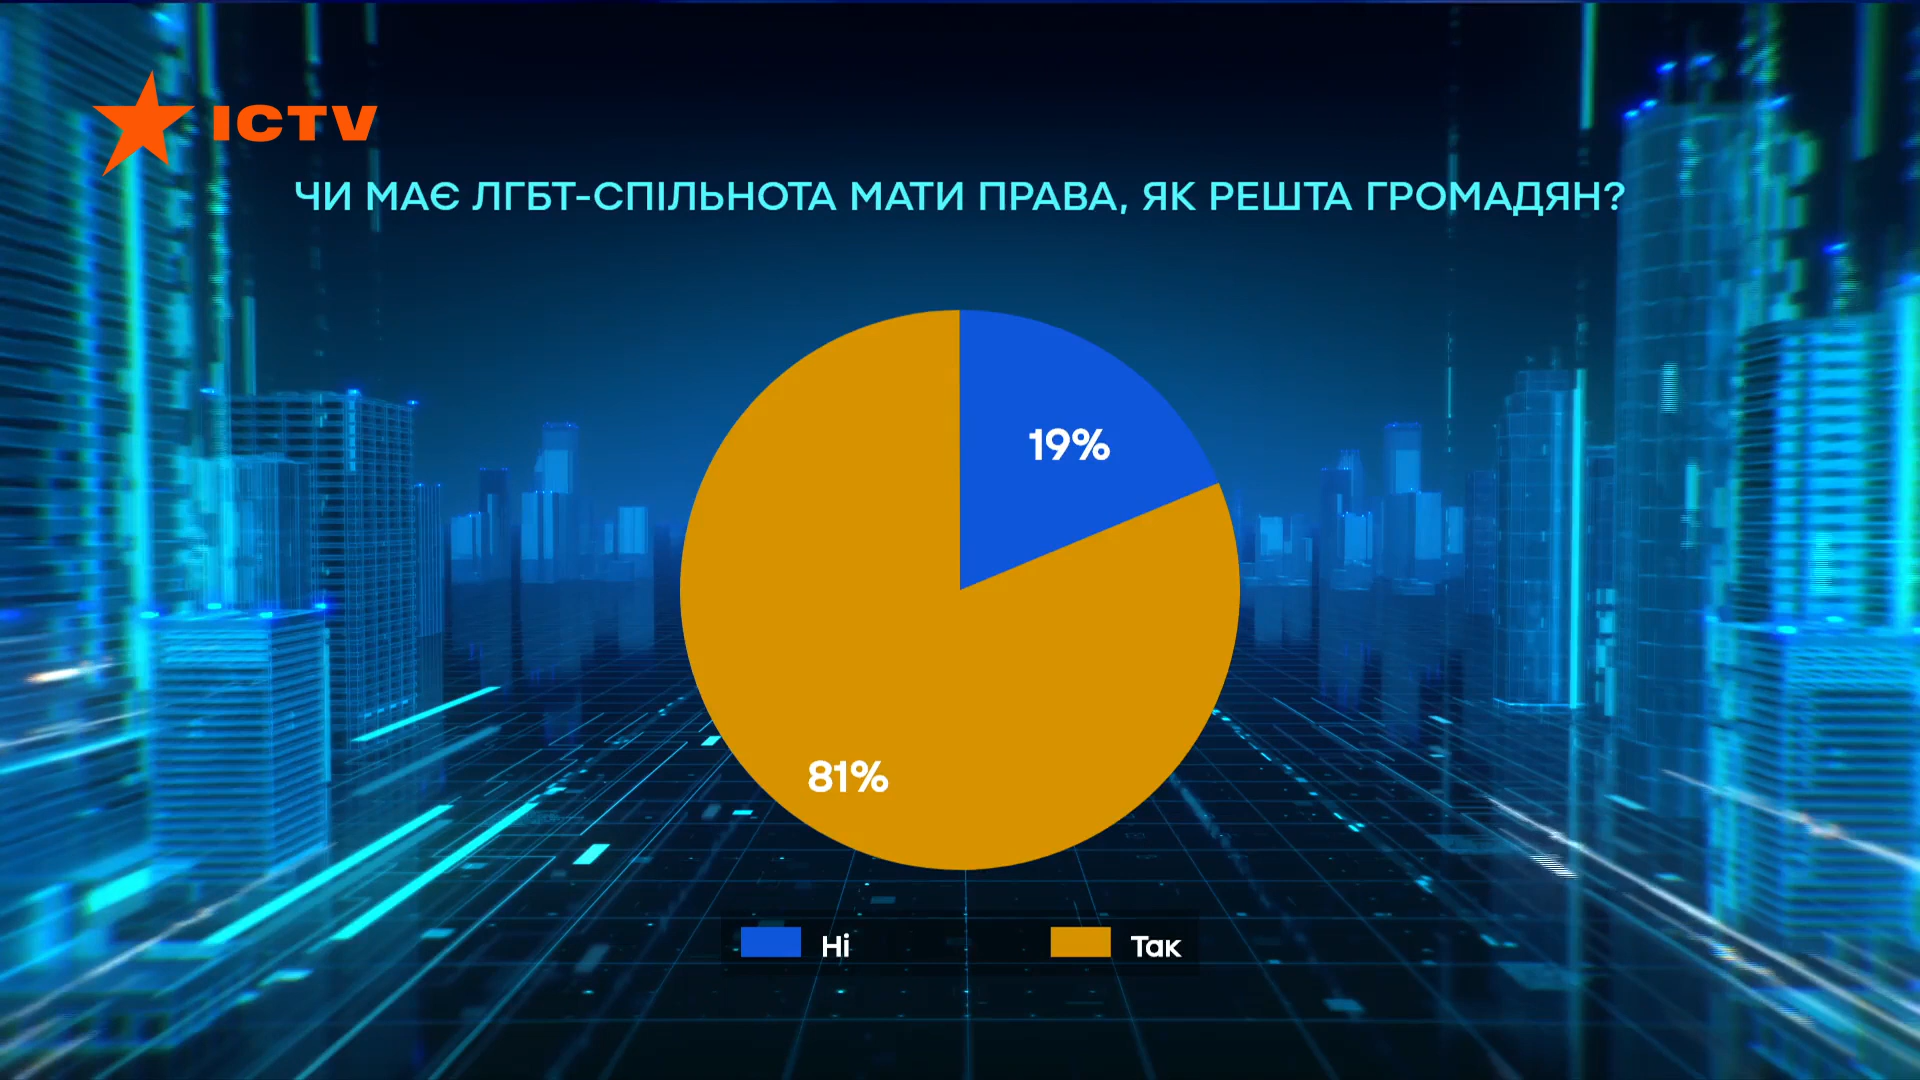 ICTV
ЧИ МАЄ ЛГБТ-СПІЛЬНОТА МАТИ ПРАВА, ЯК РЕШТА ГРОМАДЯН?
19%
81%
Ні
Так